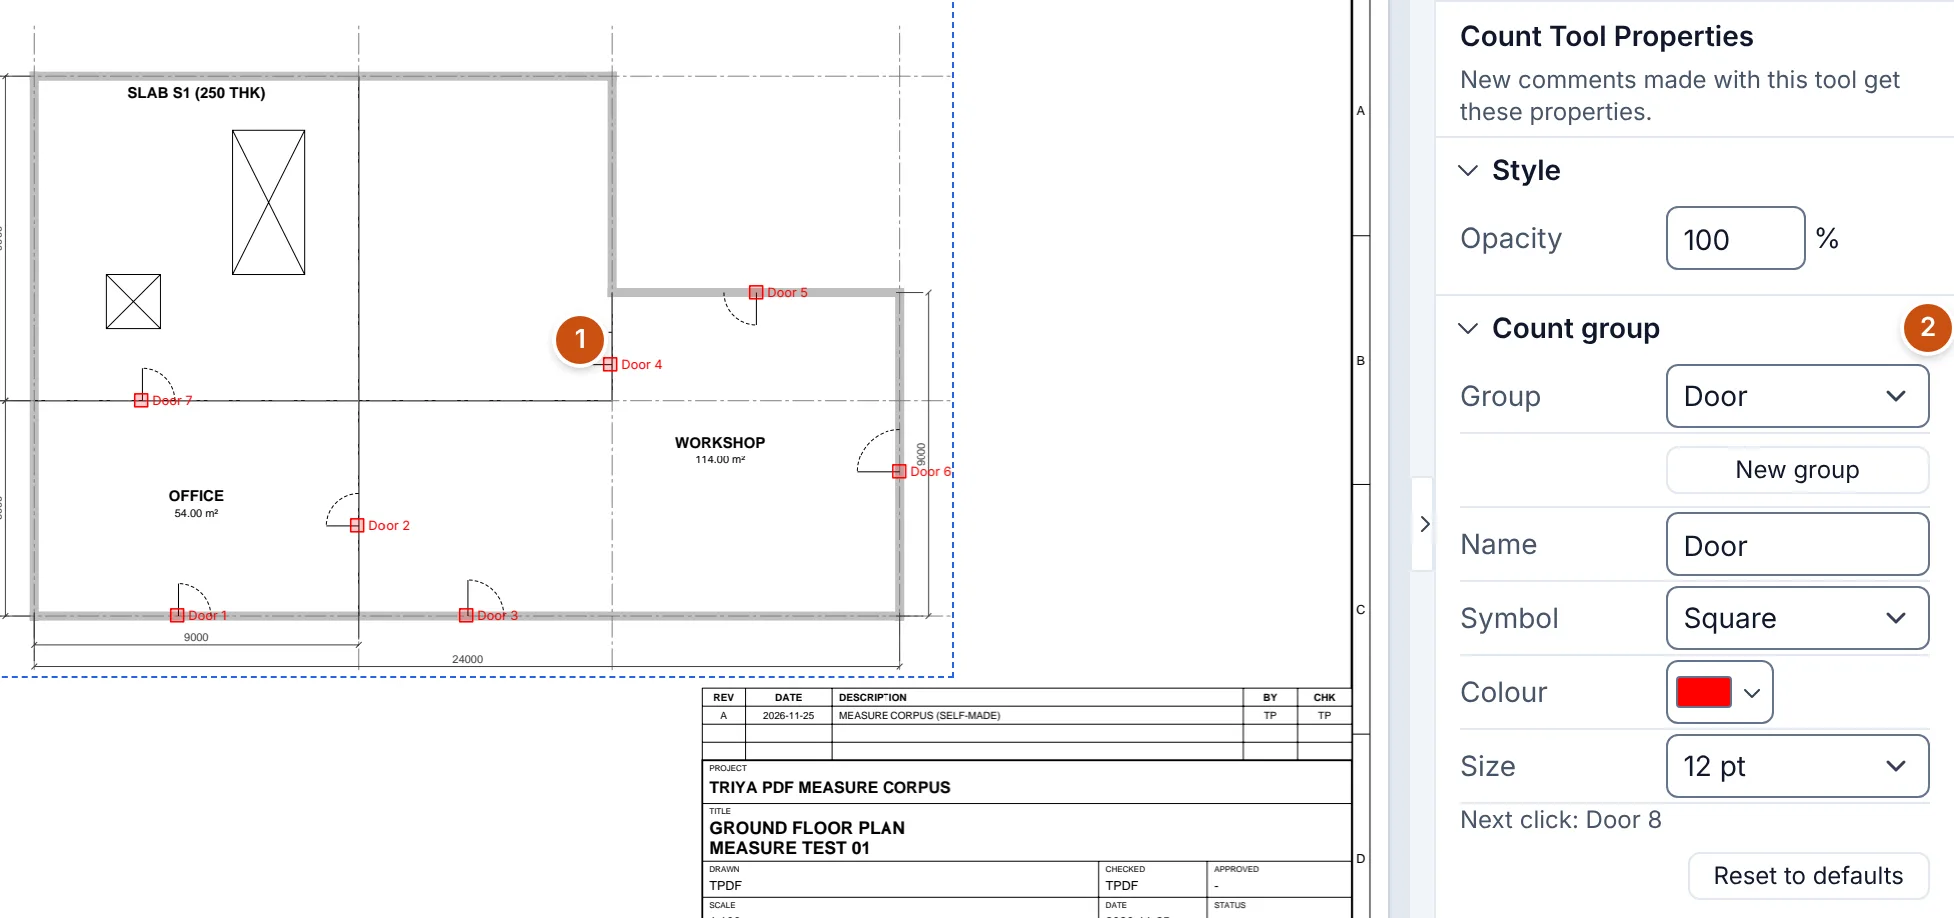 SLAB S1 (250 THK)
Door 5
1
Door 4
Door 7
WORKSHOP
114.00 m²
9000
Door 6
OFFICE
54.00 m²
Door 2
Door 1
Door 3
9000
24000
A
B
C
D
REV DATE DESCRIPTION BY CHK
A 2026-11-25 MEASURE CORPUS (SELF-MADE) TP TP
PROJECT
TRIYA PDF MEASURE CORPUS
TITLE
GROUND FLOOR PLAN
MEASURE TEST 01
DRAWN CHECKED APPROVED
TPDF TPDF -
SCALE DATE STATUS
Count Tool Properties
New comments made with this tool get
these properties.
Style
Opacity 100 %
Count group 2
Group Door
New group
Name Door
Symbol Square
Colour
Size 12 pt
Next click: Door 8
Reset to defaults